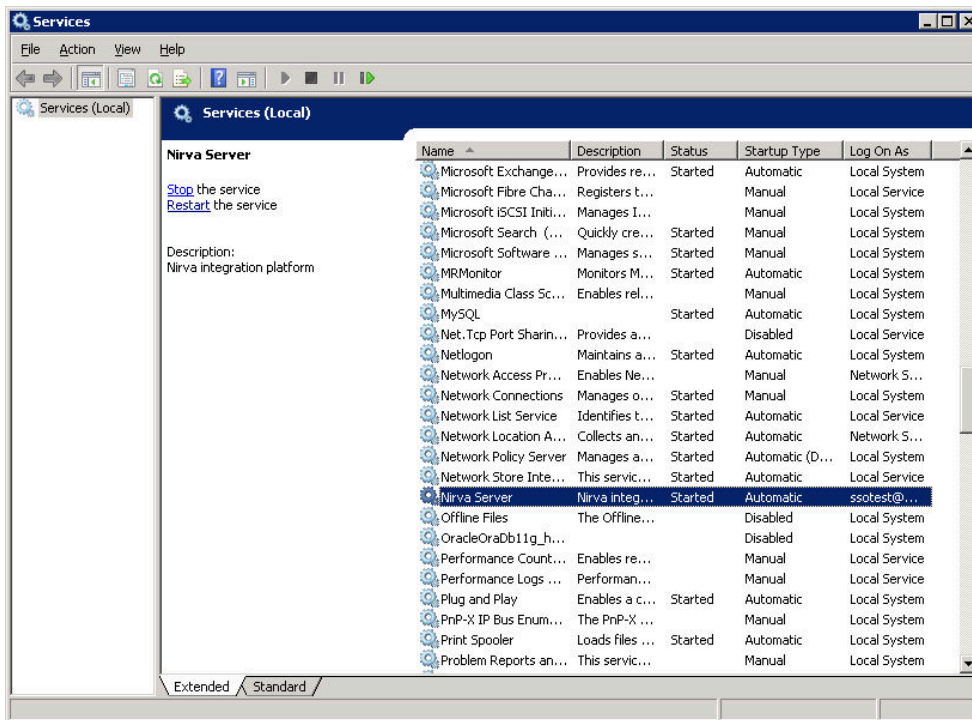 Services
File Action View Help
Services (Local)
Services (Local)
Nirva Server
Stop the service
Restart the service
Description:
Nirva integration platform
Name Description Status Startup Type Log On As
Microsoft Exchange... Provides re... Started Automatic Local System
Microsoft Fibre Cha... Registers t... Manual Local Service
Microsoft iSCSI Initi... Manages I... Manual Local System
Microsoft Search (... Quickly cre... Started Manual Local System
Microsoft Software ... Manages s... Started Manual Local System
MRMonitor Monitors M... Started Automatic Local System
Multimedia Class Sc... Enables rel... Manual Local System
MySQL Started Automatic Local System
Net.Tcp Port Sharin... Provides a... Disabled Local Service
Netlogon Maintains a... Started Automatic Local System
Network Access Pr... Enables Ne... Manual Network S...
Network Connections Manages o... Started Manual Local System
Network List Service Identifies t... Started Automatic Local Service
Network Location A... Collects an... Started Automatic Network S...
Network Policy Server Manages a... Started Automatic (D... Local System
Network Store Inte... This servic... Started Automatic Local Service
Nirva Server Nirva integ... Started Automatic ssotest@...
Offline Files The Offline... Disabled Local System
OracleOraDb11g_h... Disabled Local System
Performance Count... Enables re... Manual Local Service
Performance Logs ... Performan... Manual Local Service
Plug and Play Enables a c... Started Automatic Local System
PnP-X IP Bus Enum... The PnP-X ... Manual Local System
Print Spooler Loads files ... Started Automatic Local System
Problem Reports an... This servic... Manual Local System
Extended Standard